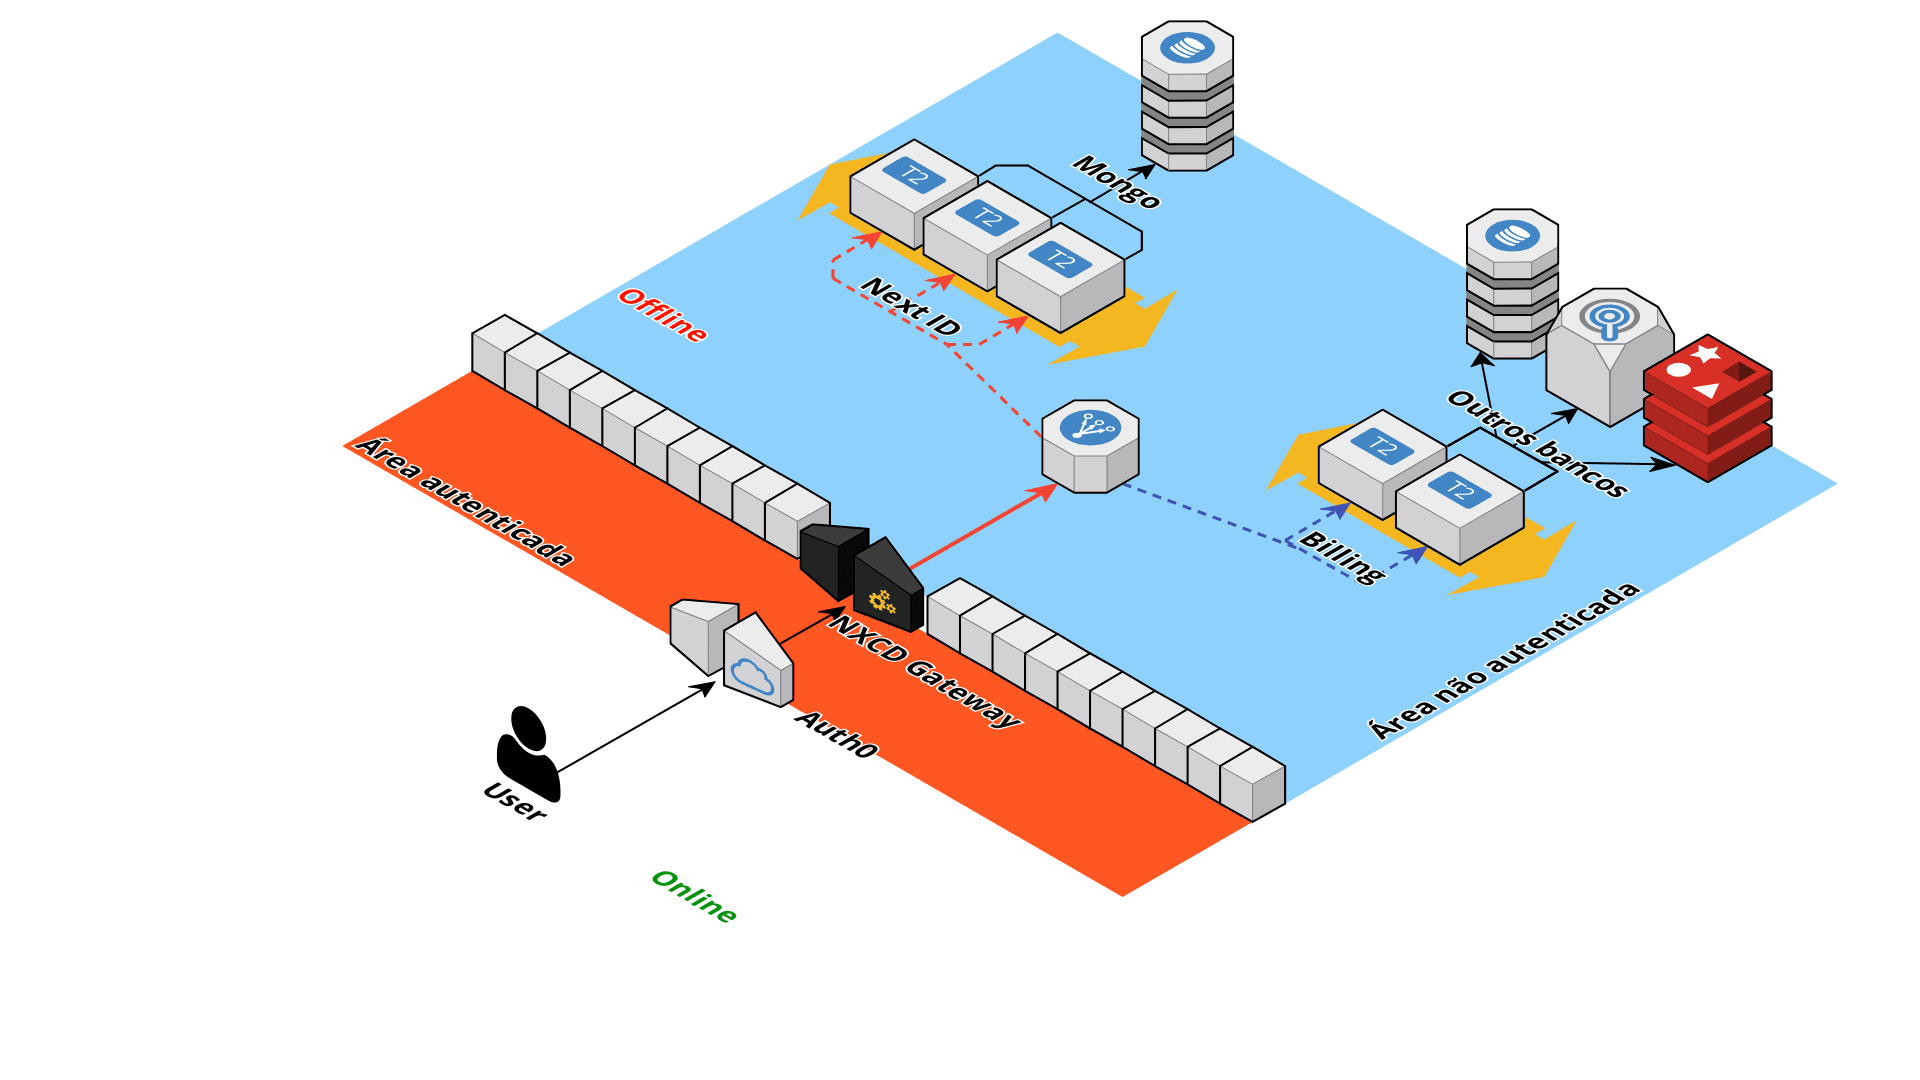 Mongo
T2
T2
T2
Next ID
Offline
Outros bancos
T2
T2
Billing
Área autenticada
Área não autenticada
NXCD Gateway
Auth0
User
Online